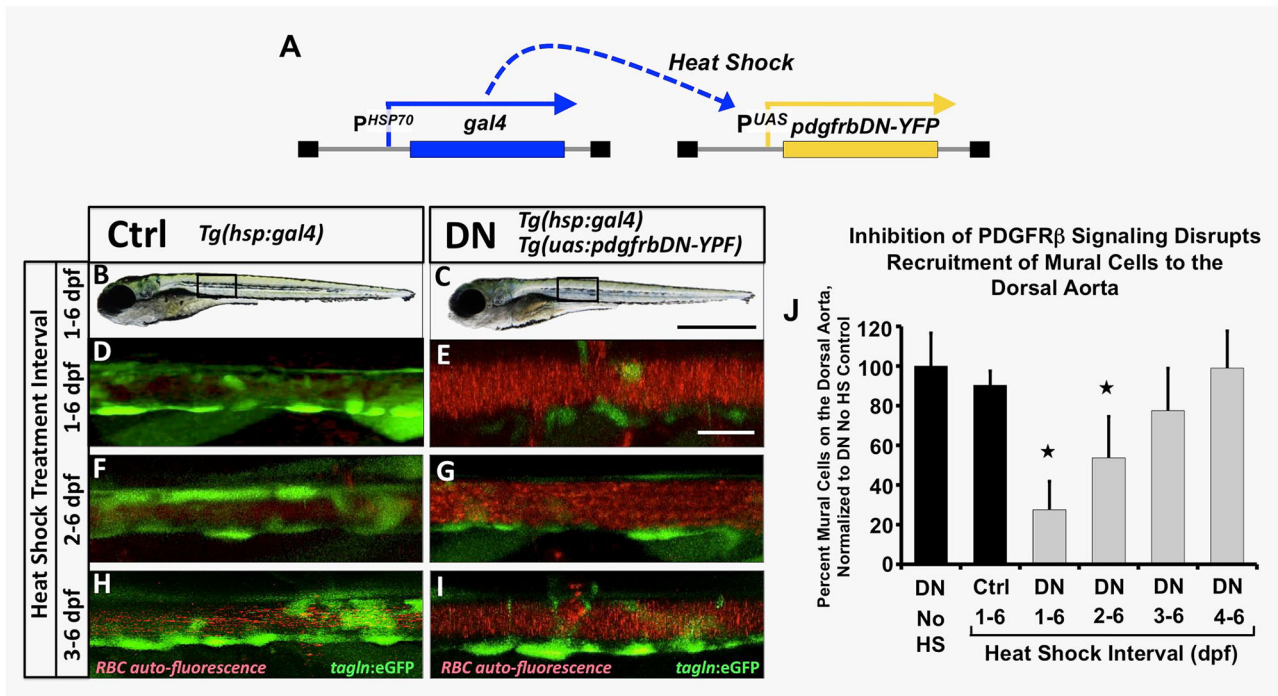 A
Heat Shock
P^HSP70 gal4
P^UAS pdgfrbDN-YFP
Ctrl Tg(hsp:gal4)
DN Tg(hsp:gal4)
Tg(uas:pdgfrbDN-YPF)
Heat Shock Treatment Interval
1-6 dpf
B
C
1-6 dpf
D
E
2-6 dpf
F
G
3-6 dpf
H
I
RBC auto-fluorescence tagln:eGFP
RBC auto-fluorescence tagln:eGFP
J
Inhibition of PDGFRβ Signaling Disrupts
Recruitment of Mural Cells to the
Dorsal Aorta
Percent Mural Cells on the Dorsal Aorta,
Normalized to DN No HS Control
120
100
80
60
40
20
0
DN Ctrl DN DN DN DN
No 1-6 1-6 2-6 3-6 4-6
HS
Heat Shock Interval (dpf)